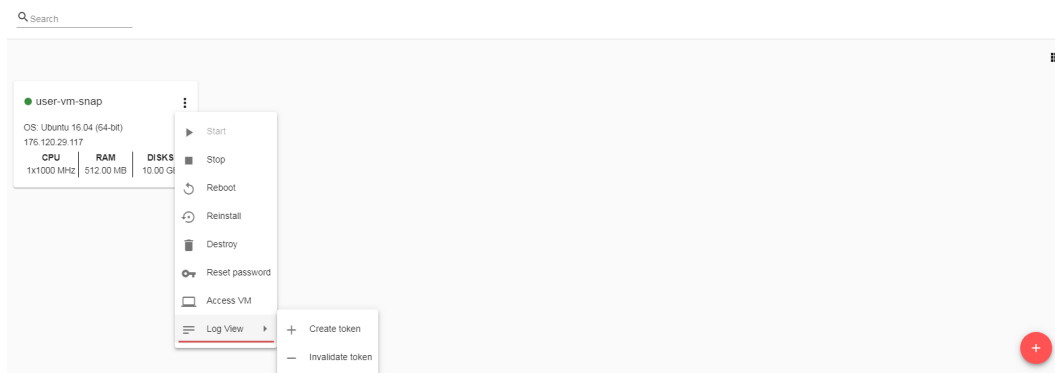 Search
user-vm-snap
OS: Ubuntu 16.04 (64-bit)
176.120.29.117
CPU RAM DISKS
1x1000 MHz 512.00 MB 10.00
Start
Stop
Reboot
Reinstall
Destroy
Reset password
Access VM
Log View
Create token
Invalidate token